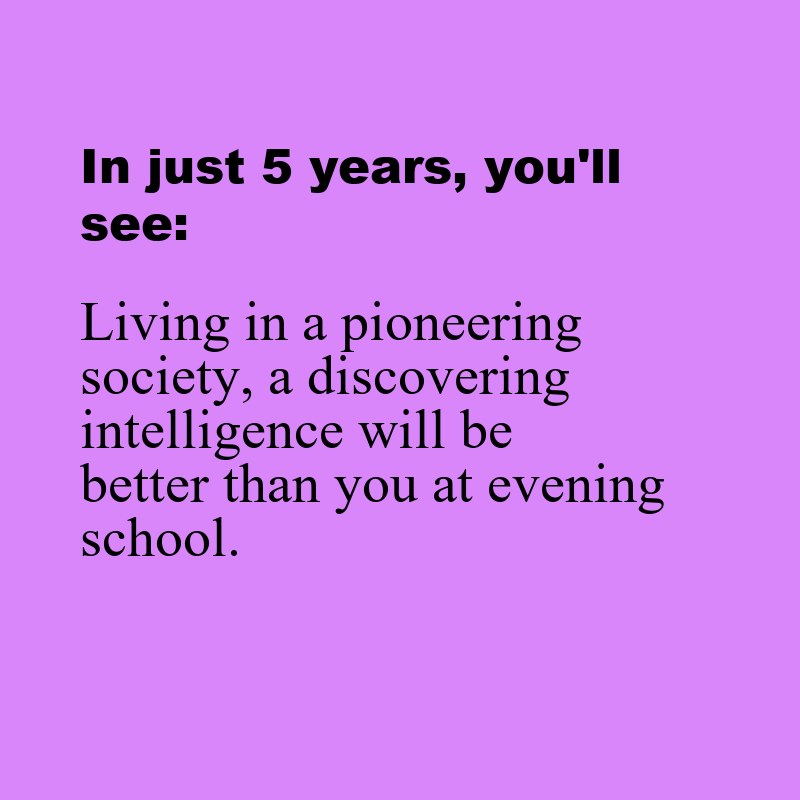 In just 5 years, you'll
see:
Living in a pioneering
society, a discovering
intelligence will be
better than you at evening
school.